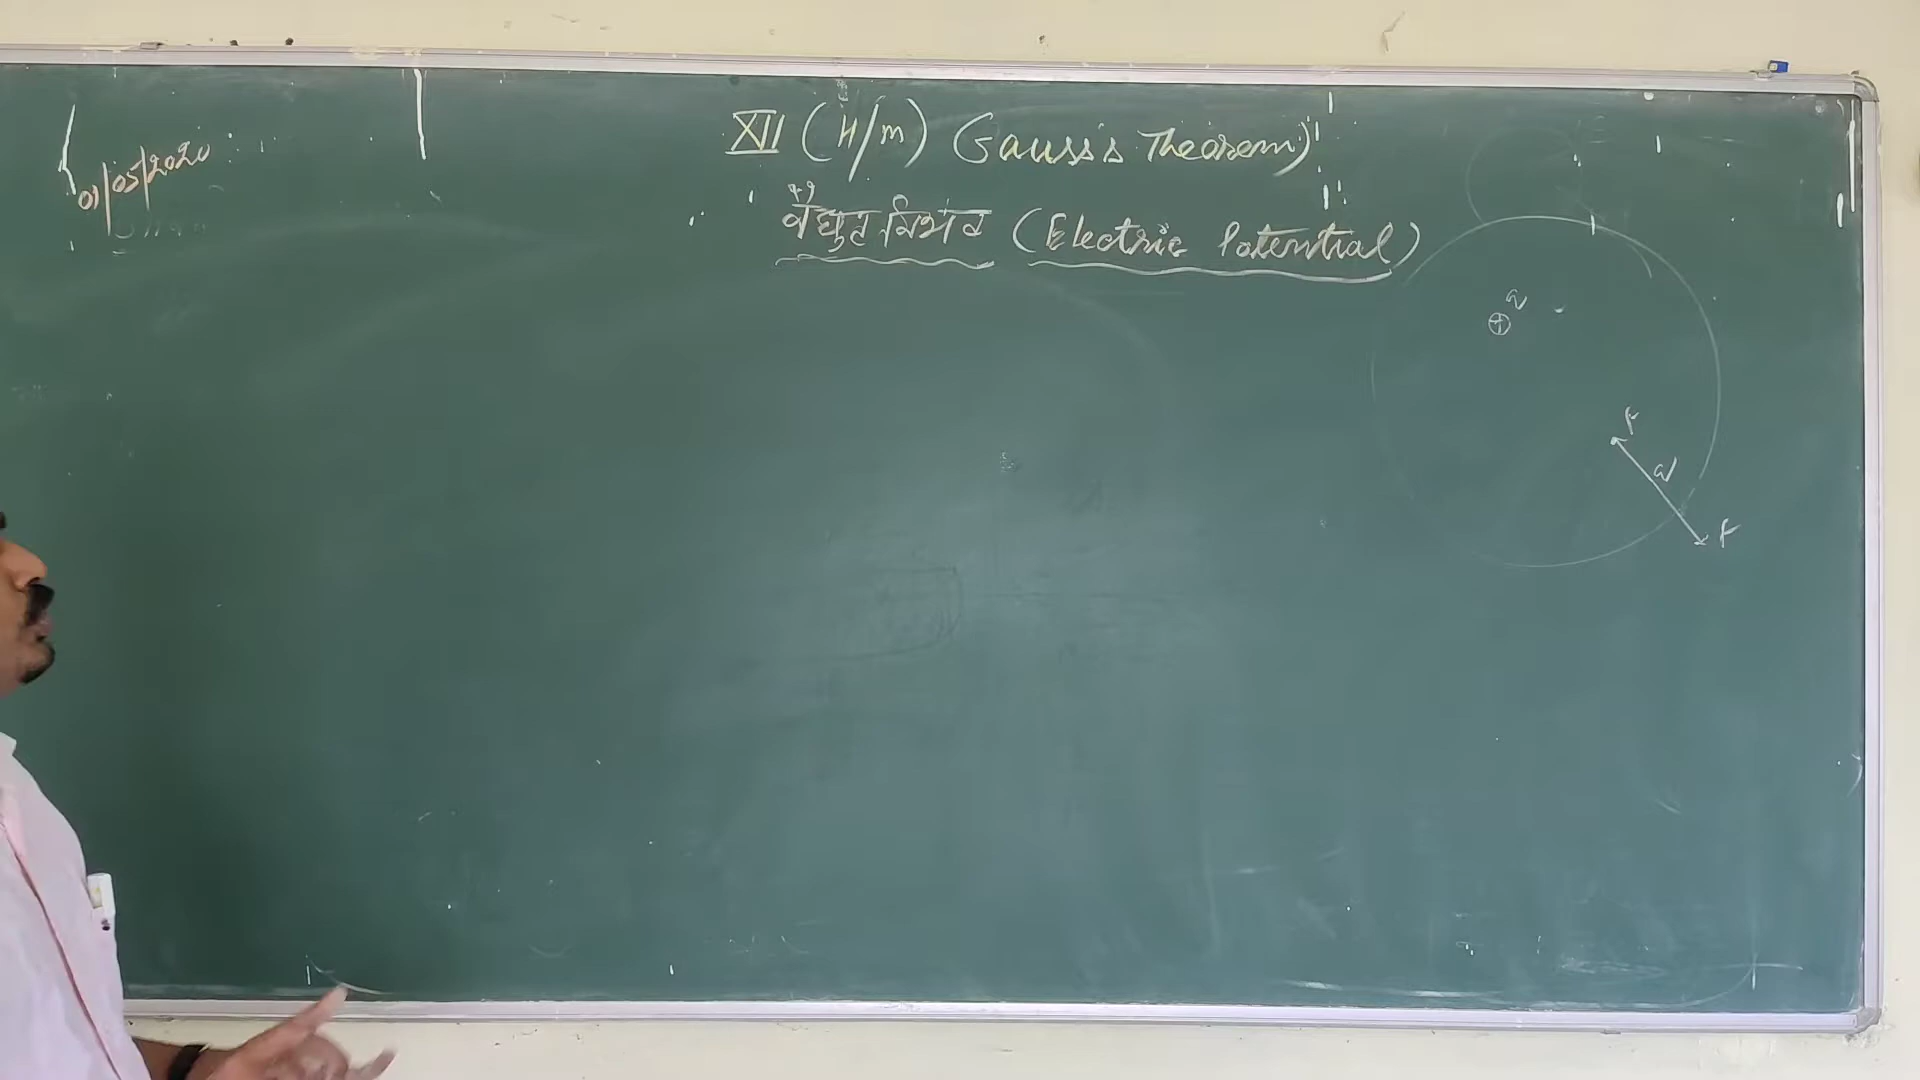 01/05/2020
XII (H/m) (Gauss's Theorem)
वैद्युत विभव (Electric Potential)
q
+
r
d
r